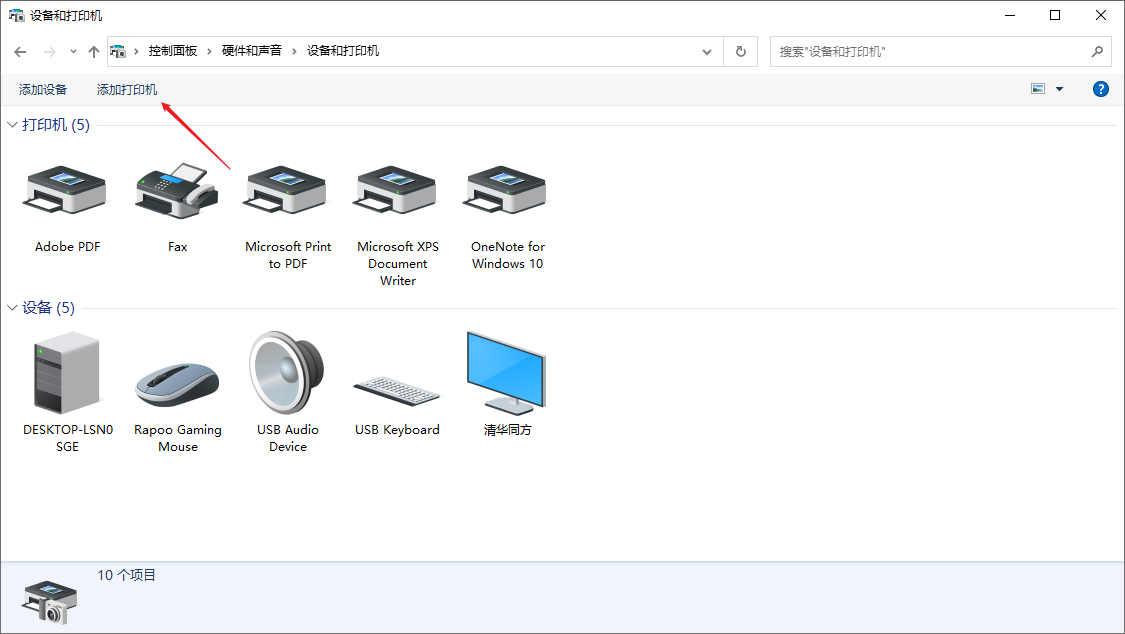 设备和打印机
控制面板 › 硬件和声音 › 设备和打印机
搜索"设备和打印机"
添加设备
添加打印机
?
打印机 (5)
Adobe PDF
Fax
Microsoft Print
to PDF
Microsoft XPS
Document
Writer
OneNote for
Windows 10
设备 (5)
DESKTOP-LSN0
SGE
Rapoo Gaming
Mouse
USB Audio
Device
USB Keyboard
清华同方
10 个项目